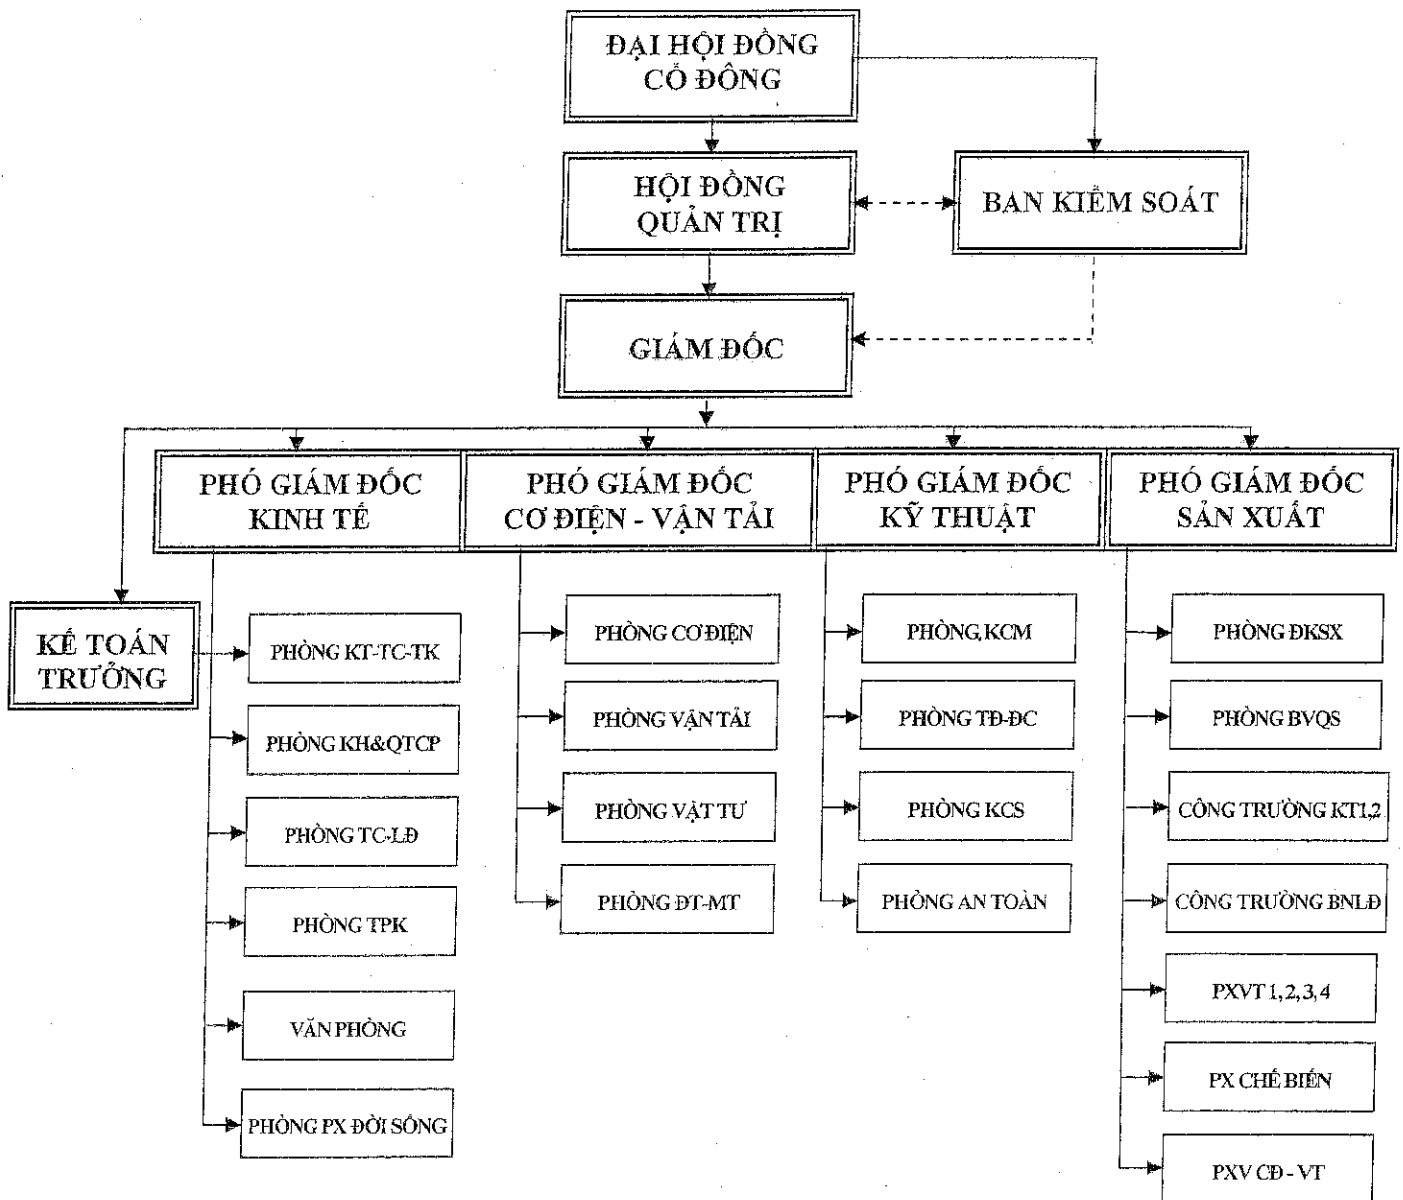 ĐẠI HỘI ĐỒNG
CỔ ĐÔNG
HỘI ĐỒNG
QUẢN TRỊ
BAN KIỂM SOÁT
GIÁM ĐỐC
PHÓ GIÁM ĐỐC
KINH TẾ
PHÓ GIÁM ĐỐC
CƠ ĐIỆN - VẬN TẢI
PHÓ GIÁM ĐỐC
KỸ THUẬT
PHÓ GIÁM ĐỐC
SẢN XUẤT
KẾ TOÁN
TRƯỞNG
PHÒNG KT-TC-TK
PHÒNG KH&QTCP
PHÒNG TC-LĐ
PHÒNG TPK
VĂN PHÒNG
PHÒNG PX ĐỜI SỐNG
PHÒNG CƠ ĐIỆN
PHÒNG VẬN TẢI
PHÒNG VẬT TƯ
PHÒNG ĐT-MT
PHÒNG KCM
PHÒNG TĐ-ĐC
PHÒNG KCS
PHÒNG AN TOÀN
PHÒNG ĐKSX
PHÒNG BVQS
CÔNG TRƯỜNG KT1,2
CÔNG TRƯỜNG BNLĐ
PXVT 1, 2, 3, 4
PX CHẾ BIẾN
PXV CĐ - VT